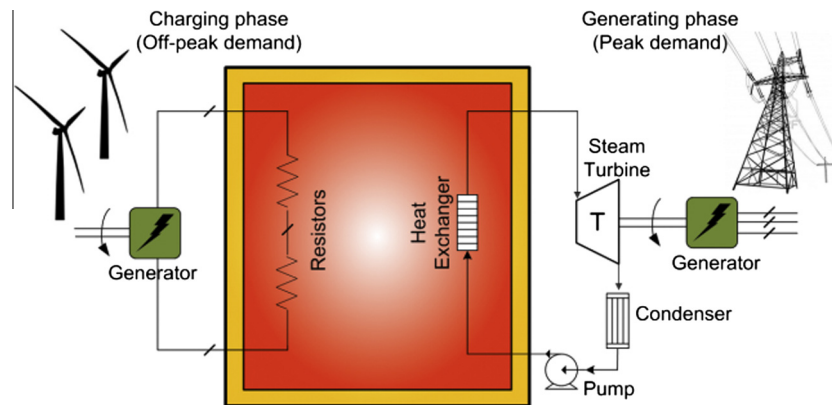 Charging phase
(Off-peak demand)
Generating phase
(Peak demand)
Generator
Resistors
Heat
Exchanger
Steam
Turbine
T
Generator
Condenser
Pump